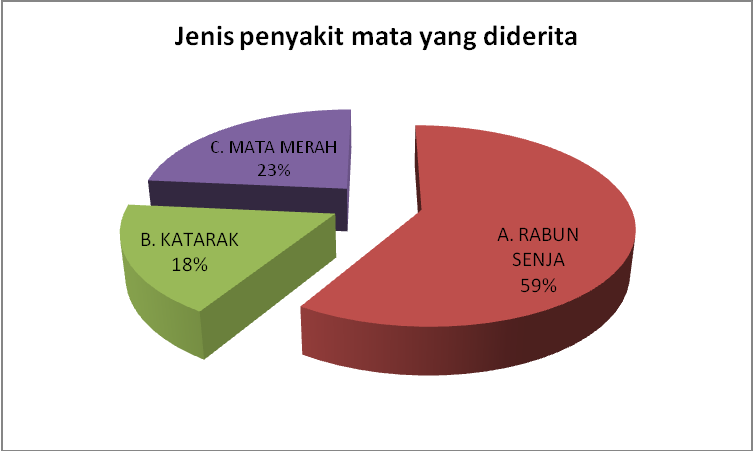 Jenis penyakit mata yang diderita
C. MATA MERAH
23%
A. RABUN
SENJA
59%
B. KATARAK
18%